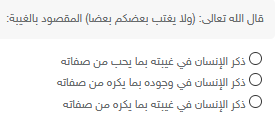 قال الله تعالى: (ولا يغتب بعضكم بعضا) المقصود بالغيبة:
ذكر الإنسان في غيبته بما يحب من صفاته
ذكر الإنسان في وجوده بما يكره من صفاته
ذكر الإنسان في غيبته بما يكره من صفاته